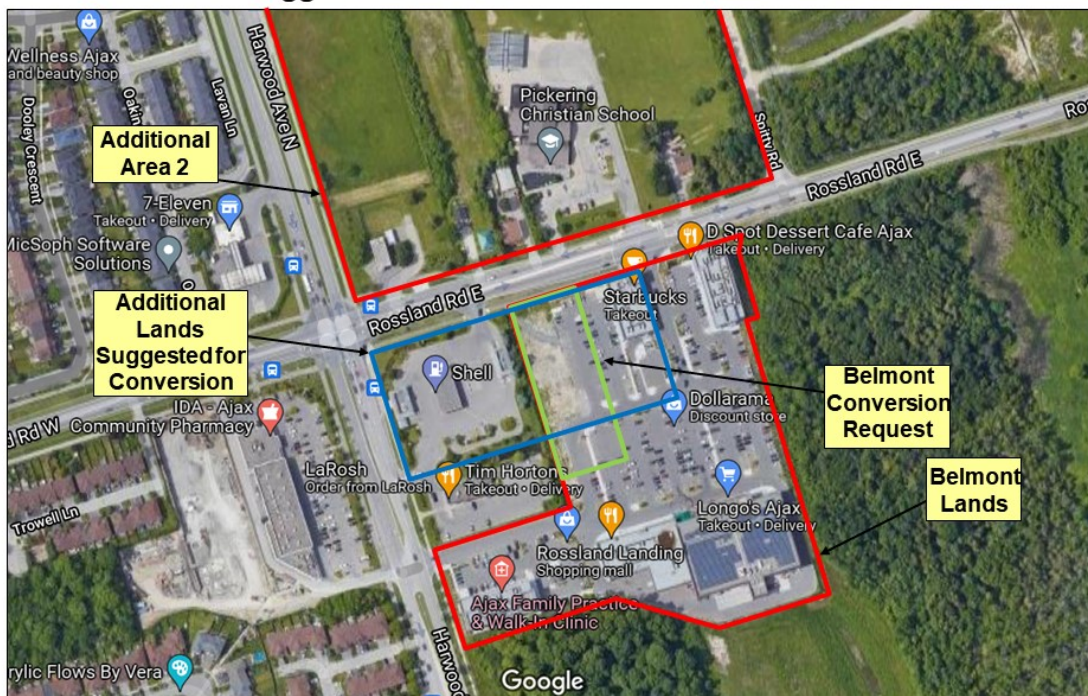 Wellness Ajax
and beauty shop
Dooley Crescent
Oakin
Lavan Ln
Harwood Ave N
Additional
Area 2
7-Eleven
Takeout • Delivery
MicSoph Software
Solutions
Pickering
Christian School
Spitty Rd
Rossland Rd E
Ro
D Spot Dessert Cafe Ajax
Takeout • Delivery
Rossland Rd E
Starbucks
Takeout
Additional
Lands
Suggested for
Conversion
Shell
Belmont
Conversion
Request
Dollarama
Discount store
IDA - Ajax
Community Pharmacy
d Rd W
LaRosh
Order from LaRosh
Tim Hortons
Takeout • Delivery
Belmont
Lands
Longo's Ajax
Takeout • Delivery
Trowell Ln
Rossland Landing
Shopping mall
Ajax Family Practice
& Walk-In Clinic
Harwood
rylic Flows By Vera
Google